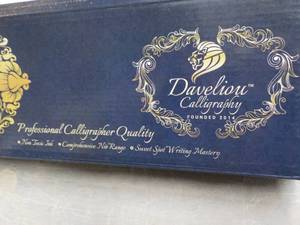 Daveliou™
Calligraphy
FOUNDED 2014
Professional Calligrapher Quality
• Non Toxic Ink • Comprehensive Nib Range • Sweet Spot Writing Mastery